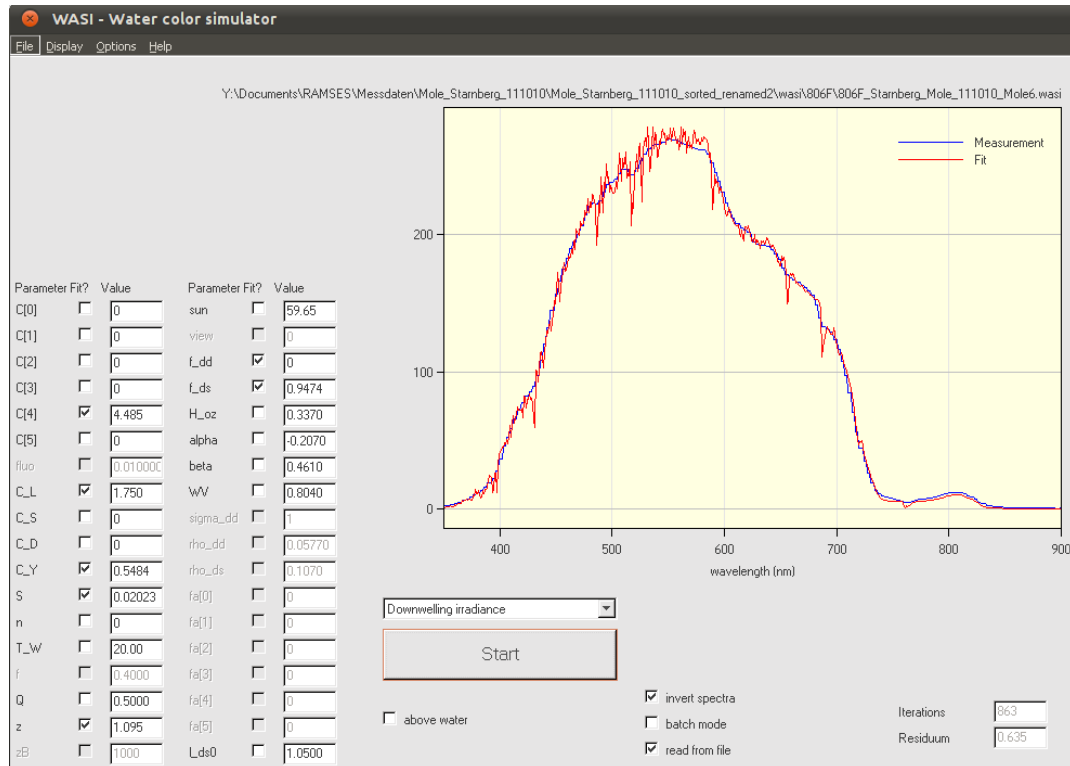 WASI - Water color simulator
File Display Options Help
Y:\Documents\RAMSES\Messdaten\Mole_Starnberg_111010\Mole_Starnberg_111010_sorted_renamed2\wasi\806F\806F_Starnberg_Mole_111010_Mole6.wasi
Measurement
Fit
200
100
0
400 500 600 700 800 900
wavelength (nm)
Parameter Fit? Value Parameter Fit? Value
C[0] 0 sun 59.65
C[1] 0 view 0
C[2] 0 f_dd 0
C[3] 0 f_ds 0.9474
C[4] 4.485 H_oz 0.3370
C[5] 0 alpha -0.2070
fluo 0.01000C beta 0.4610
C_L 1.750 WV 0.8040
C_S 0 sigma_dd 1
C_D 0 rho_dd 0.05770
C_Y 0.5484 rho_ds 0.1070
S 0.02023 fa[0] 0
n 0 fa[1] 0
T_W 20.00 fa[2] 0
f 0.4000 fa[3] 0
Q 0.5000 fa[4] 0
z 1.095 fa[5] 0
zB 1000 L_ds0 1.0500
Downwelling irradiance
Start
above water
invert spectra
batch mode
read from file
Iterations 863
Residuum 0.635